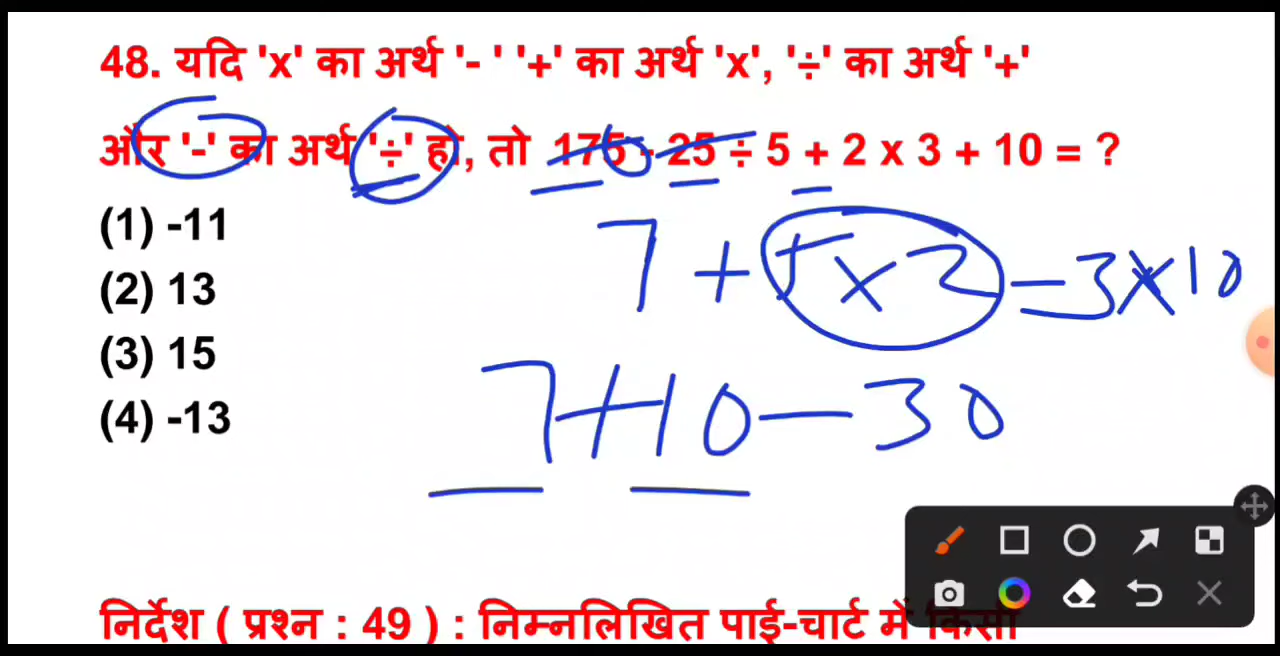 48. यदि 'x' का अर्थ '- ' '+' का अर्थ 'x', '÷' का अर्थ '+'
और '-' का अर्थ '÷' हो, तो 175 - 25 ÷ 5 + 2 x 3 + 10 = ?
(1) -11
(2) 13
(3) 15
(4) -13
7 + 5 x 2 - 3 x 10
7 + 10 - 30
निर्देश ( प्रश्न : 49 ) : निम्नलिखित पाई-चार्ट में किसी